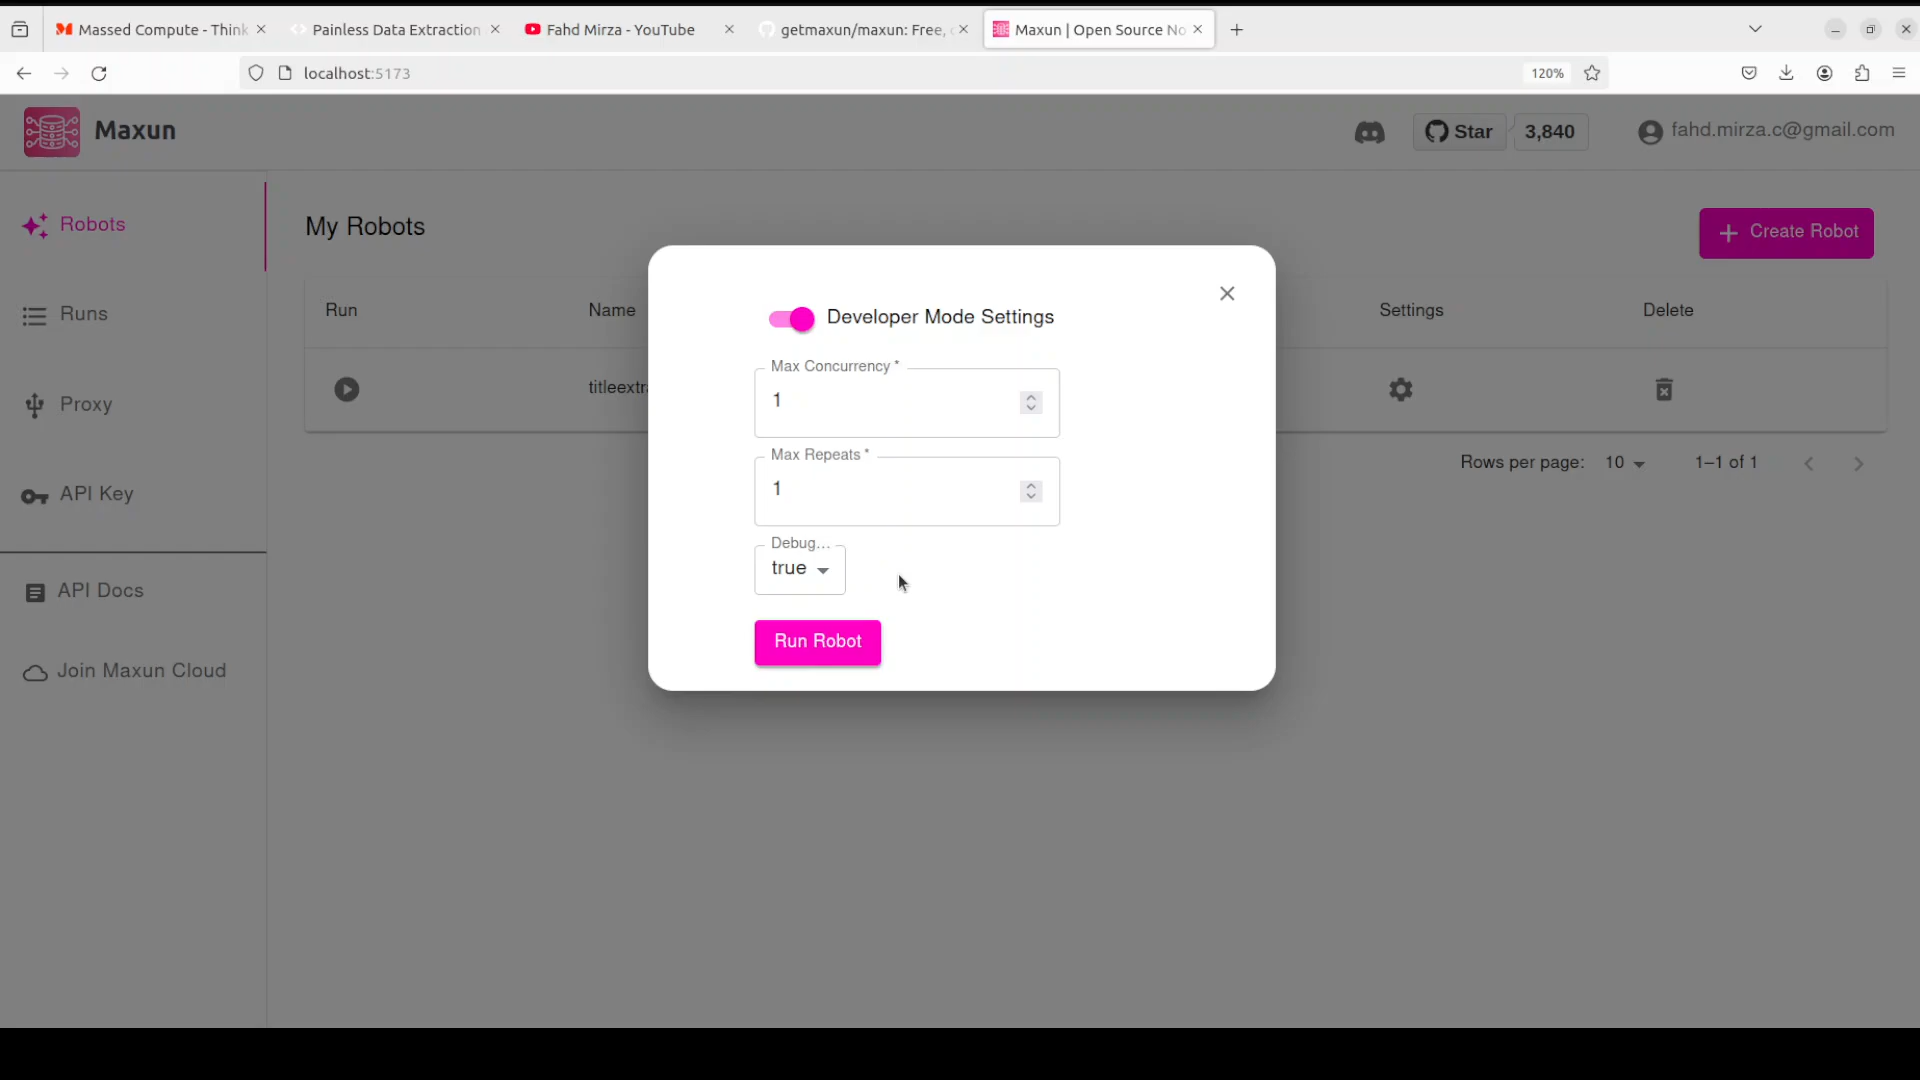 Massed Compute - Think
Painless Data Extraction
Fahd Mirza - YouTube
getmaxun/maxun: Free,
Maxun | Open Source No
localhost:5173
120%
Maxun
Star
3,840
fahd.mirza.c@gmail.com
Robots
Runs
Proxy
API Key
API Docs
Join Maxun Cloud
My Robots
Create Robot
Run
Name
Settings
Delete
titleextr
Rows per page:
10
1–1 of 1
Developer Mode Settings
Max Concurrency *
1
Max Repeats *
1
Debug...
true
Run Robot